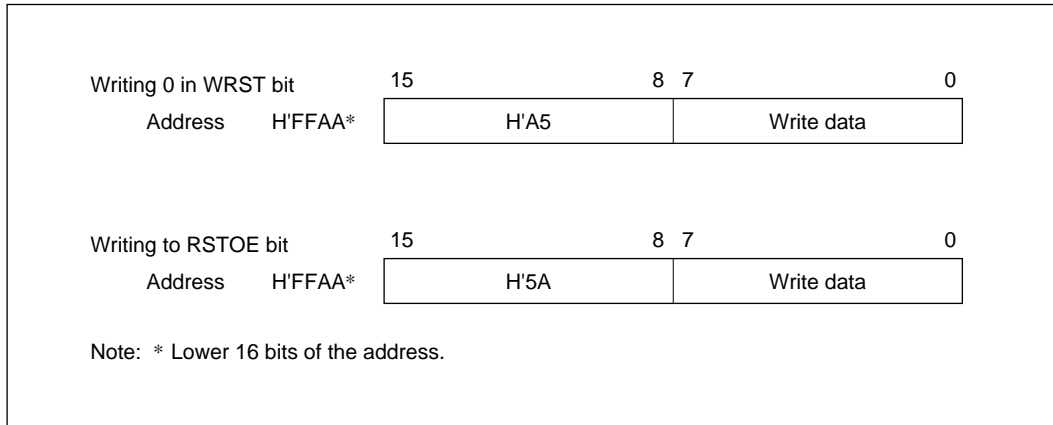 Writing 0 in WRST bit 15 8 7 0
Address H'FFAA* H'A5 Write data
Writing to RSTOE bit 15 8 7 0
Address H'FFAA* H'5A Write data
Note: * Lower 16 bits of the address.